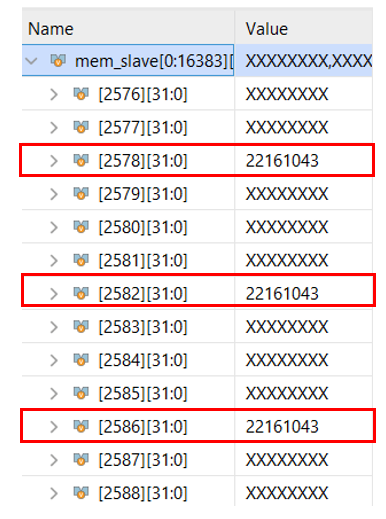 Name Value
mem_slave[0:16383][ XXXXXXXX,XXXX
[2576][31:0] XXXXXXXX
[2577][31:0] XXXXXXXX
[2578][31:0] 22161043
[2579][31:0] XXXXXXXX
[2580][31:0] XXXXXXXX
[2581][31:0] XXXXXXXX
[2582][31:0] 22161043
[2583][31:0] XXXXXXXX
[2584][31:0] XXXXXXXX
[2585][31:0] XXXXXXXX
[2586][31:0] 22161043
[2587][31:0] XXXXXXXX
[2588][31:0] XXXXXXXX